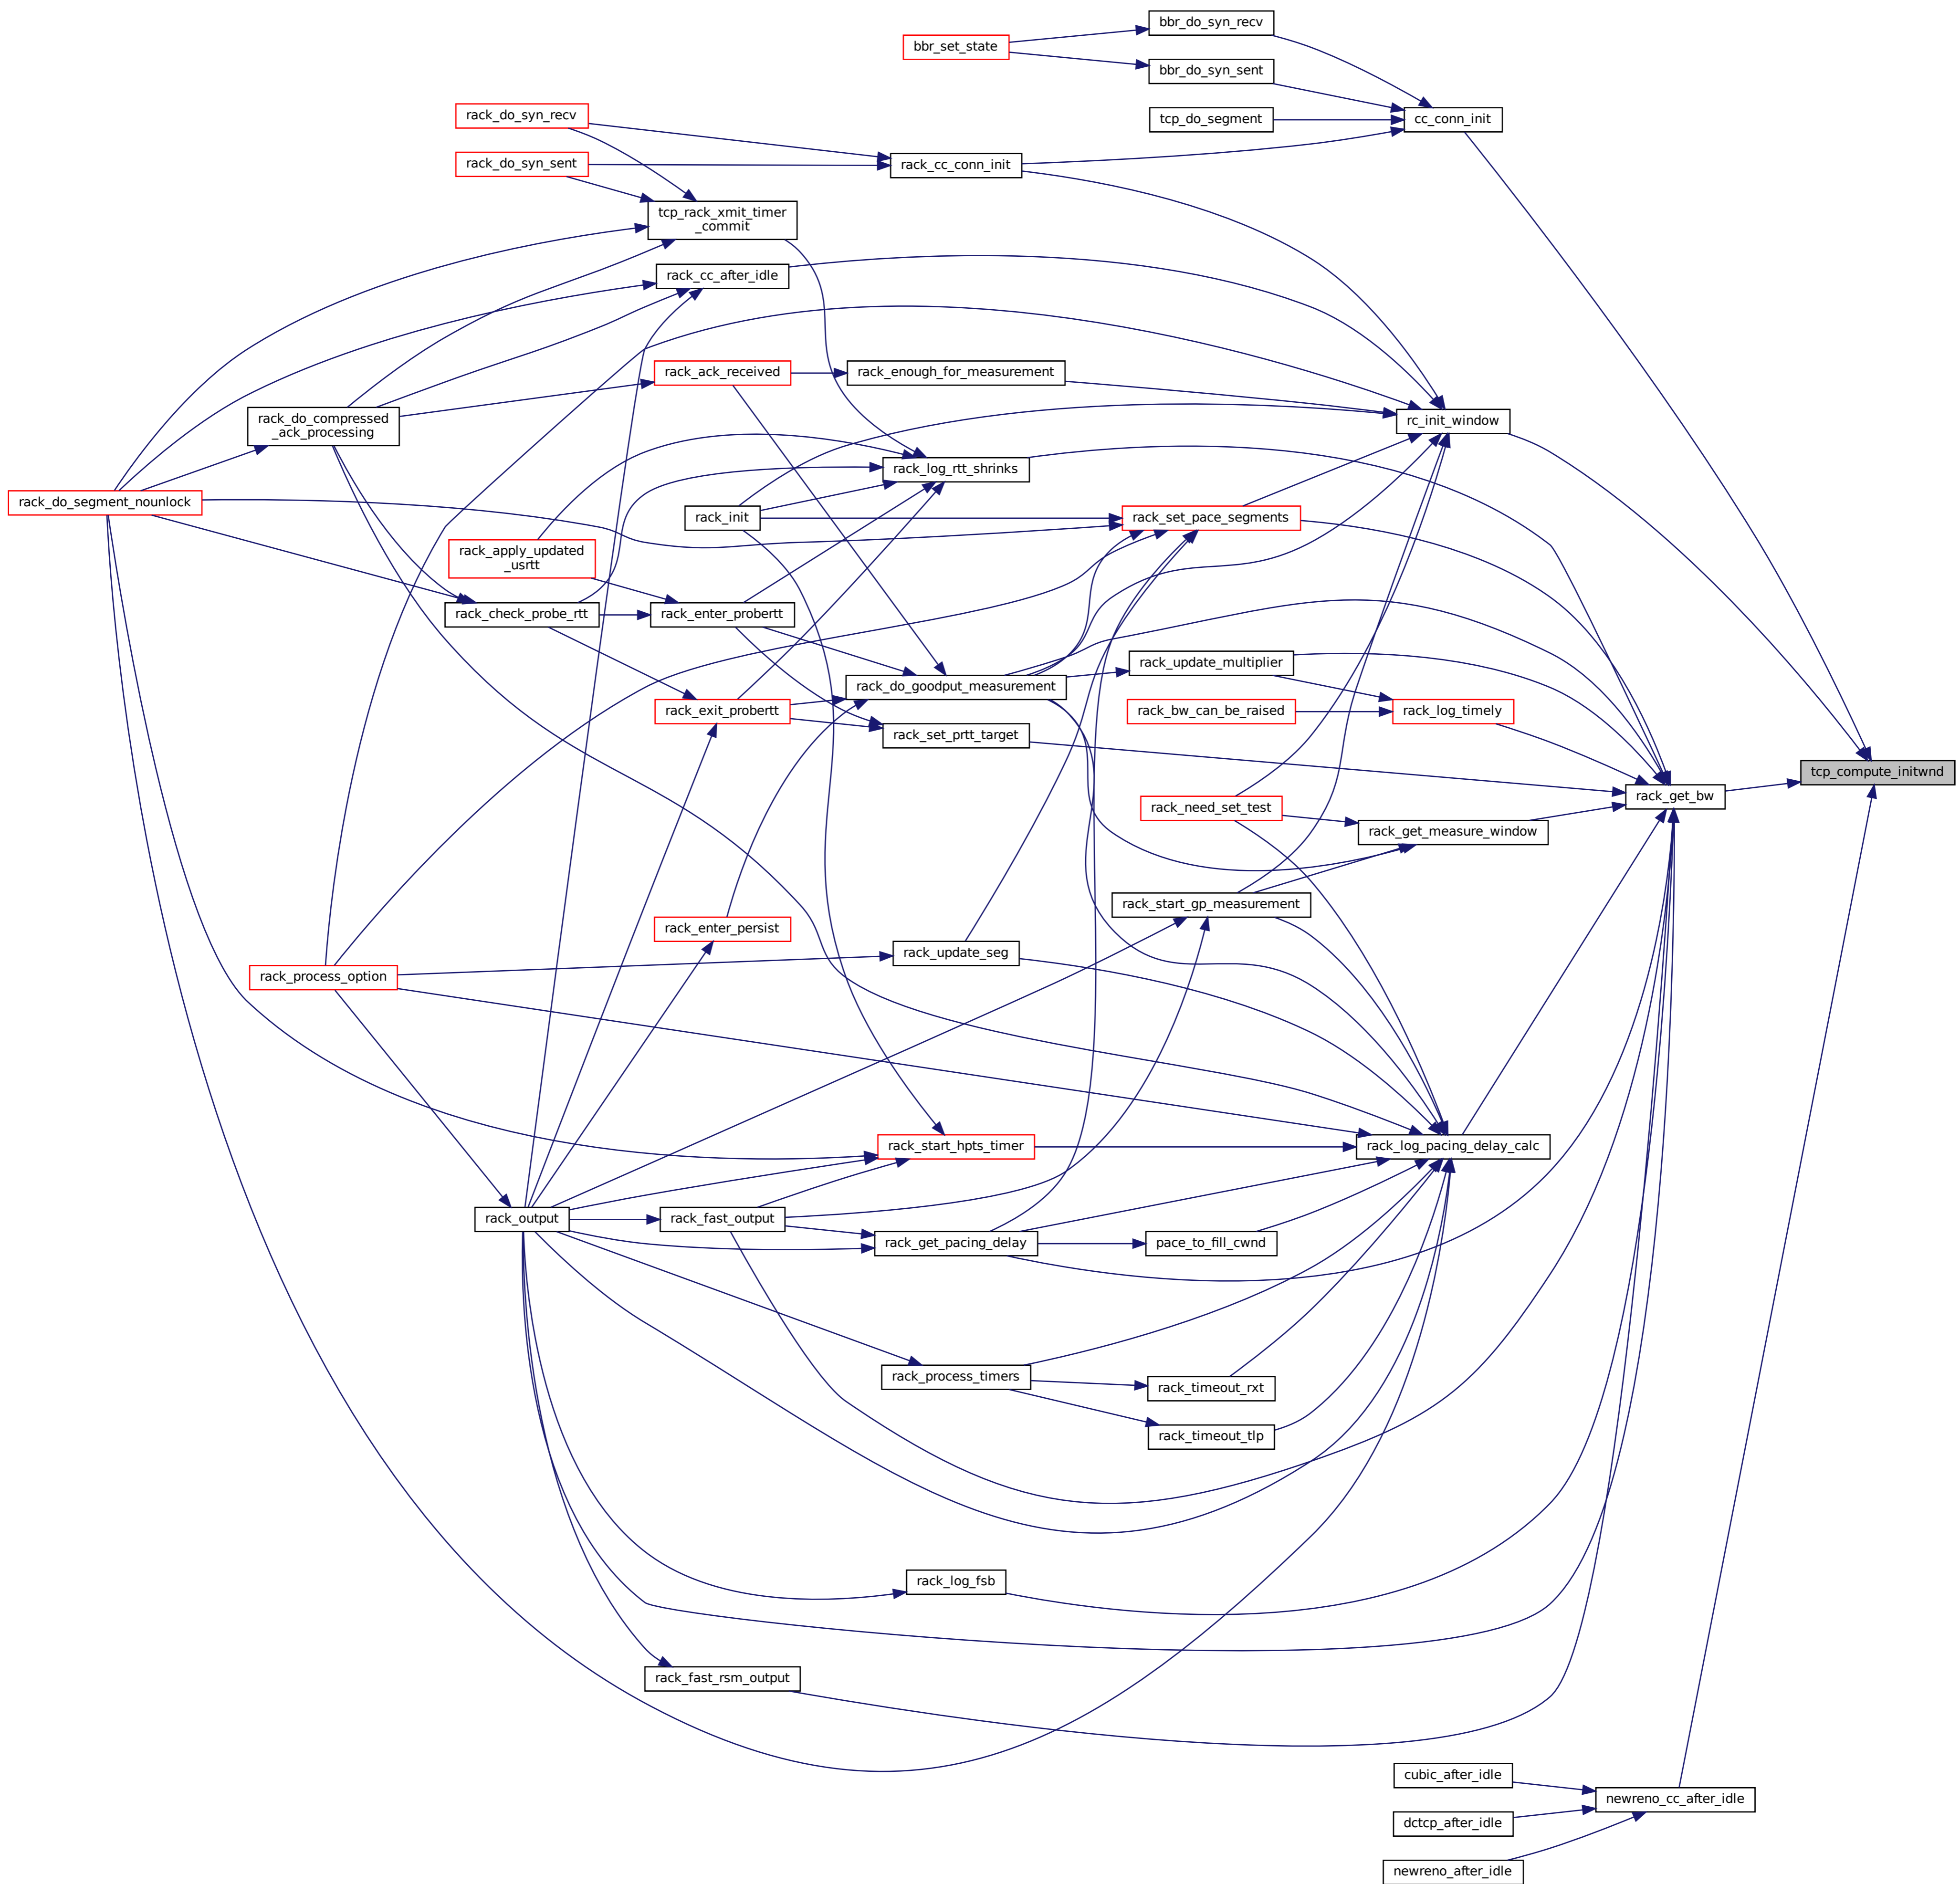 bbr_do_syn_recv
bbr_set_state
bbr_do_syn_sent
rack_do_syn_recv
tcp_do_segment
cc_conn_init
rack_do_syn_sent
rack_cc_conn_init
tcp_rack_xmit_timer
_commit
rack_cc_after_idle
rack_ack_received
rack_enough_for_measurement
rack_do_compressed
_ack_processing
rc_init_window
rack_log_rtt_shrinks
rack_do_segment_nounlock
rack_init
rack_set_pace_segments
rack_apply_updated
_usrtt
rack_check_probe_rtt
rack_enter_probertt
rack_update_multiplier
rack_do_goodput_measurement
rack_exit_probertt
rack_bw_can_be_raised
rack_log_timely
rack_set_prtt_target
tcp_compute_initwnd
rack_get_bw
rack_need_set_test
rack_get_measure_window
rack_start_gp_measurement
rack_enter_persist
rack_update_seg
rack_process_option
rack_start_hpts_timer
rack_log_pacing_delay_calc
rack_output
rack_fast_output
rack_get_pacing_delay
pace_to_fill_cwnd
rack_process_timers
rack_timeout_rxt
rack_timeout_tlp
rack_log_fsb
rack_fast_rsm_output
cubic_after_idle
newreno_cc_after_idle
dctcp_after_idle
newreno_after_idle